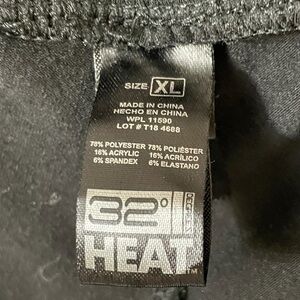 SIZE: XL
MADE IN CHINA
HECHO EN CHINA
WPL 11590
LOT # T18 4688
78% POLYESTER 78% POLIÉSTER
16% ACRYLIC 16% ACRÍLICO
6% SPANDEX 6% ELASTANO
32°
HEAT™